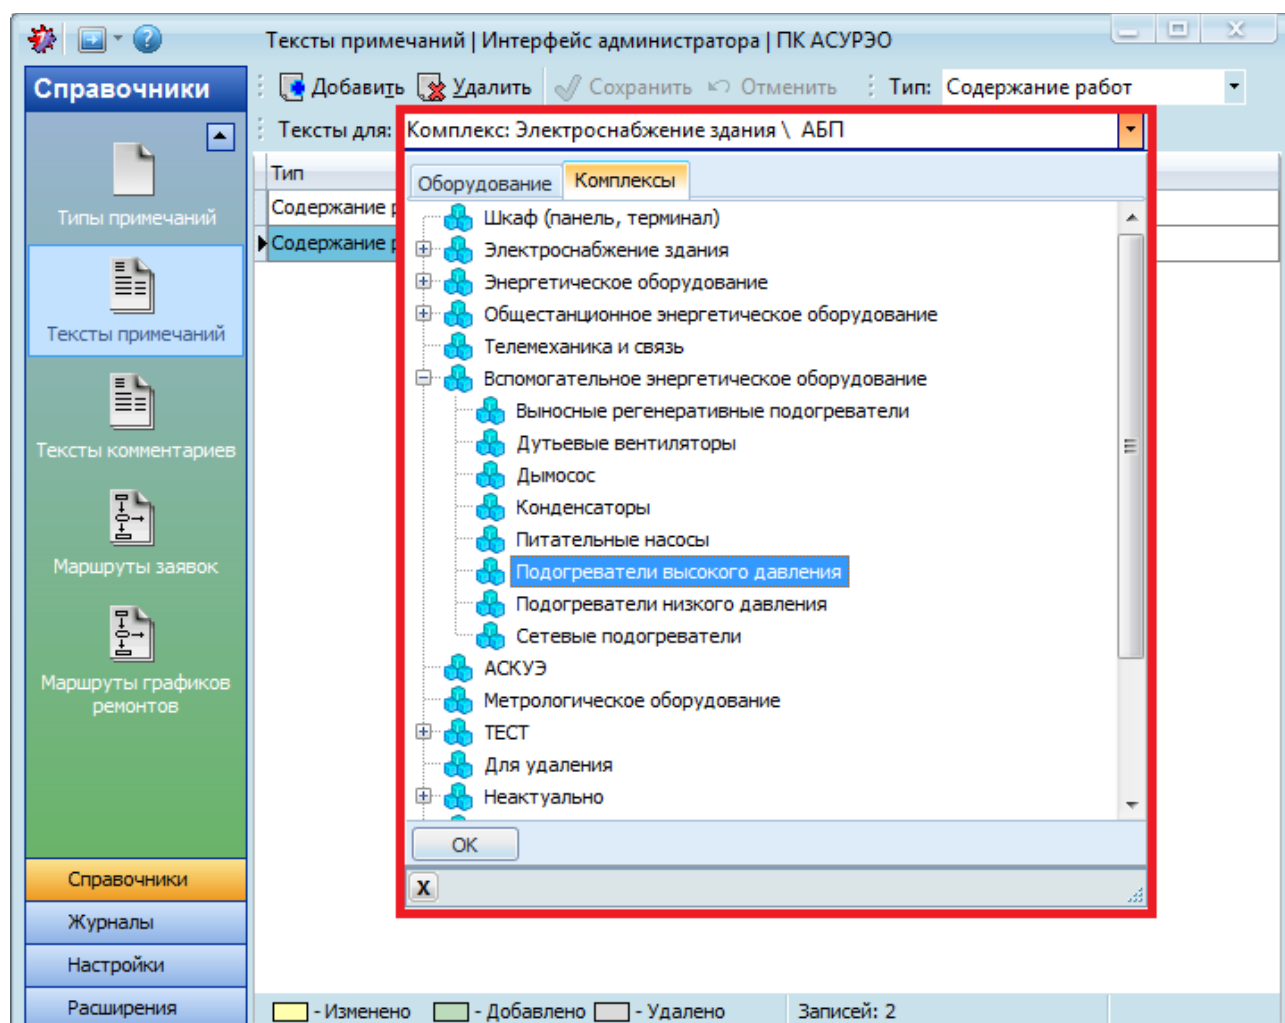 Тексты примечаний | Интерфейс администратора | ПК АСУРЭО
Справочники
Добавить Удалить Сохранить Отменить Тип: Содержание работ
Тексты для: Комплекс: Электроснабжение здания \ АБП
Типы примечаний
Тексты примечаний
Тексты комментариев
Маршруты заявок
Маршруты графиков
ремонтов
Справочники
Журналы
Настройки
Расширения
Тип
Содержание р
Содержание р
Оборудование Комплексы
Шкаф (панель, терминал)
Электроснабжение здания
Энергетическое оборудование
Общестанционное энергетическое оборудование
Телемеханика и связь
Вспомогательное энергетическое оборудование
Выносные регенеративные подогреватели
Дутьевые вентиляторы
Дымосос
Конденсаторы
Питательные насосы
Подогреватели высокого давления
Подогреватели низкого давления
Сетевые подогреватели
АСКУЭ
Метрологическое оборудование
ТЕСТ
Для удаления
Неактуально
OK
X
- Изменено - Добавлено - Удалено Записей: 2